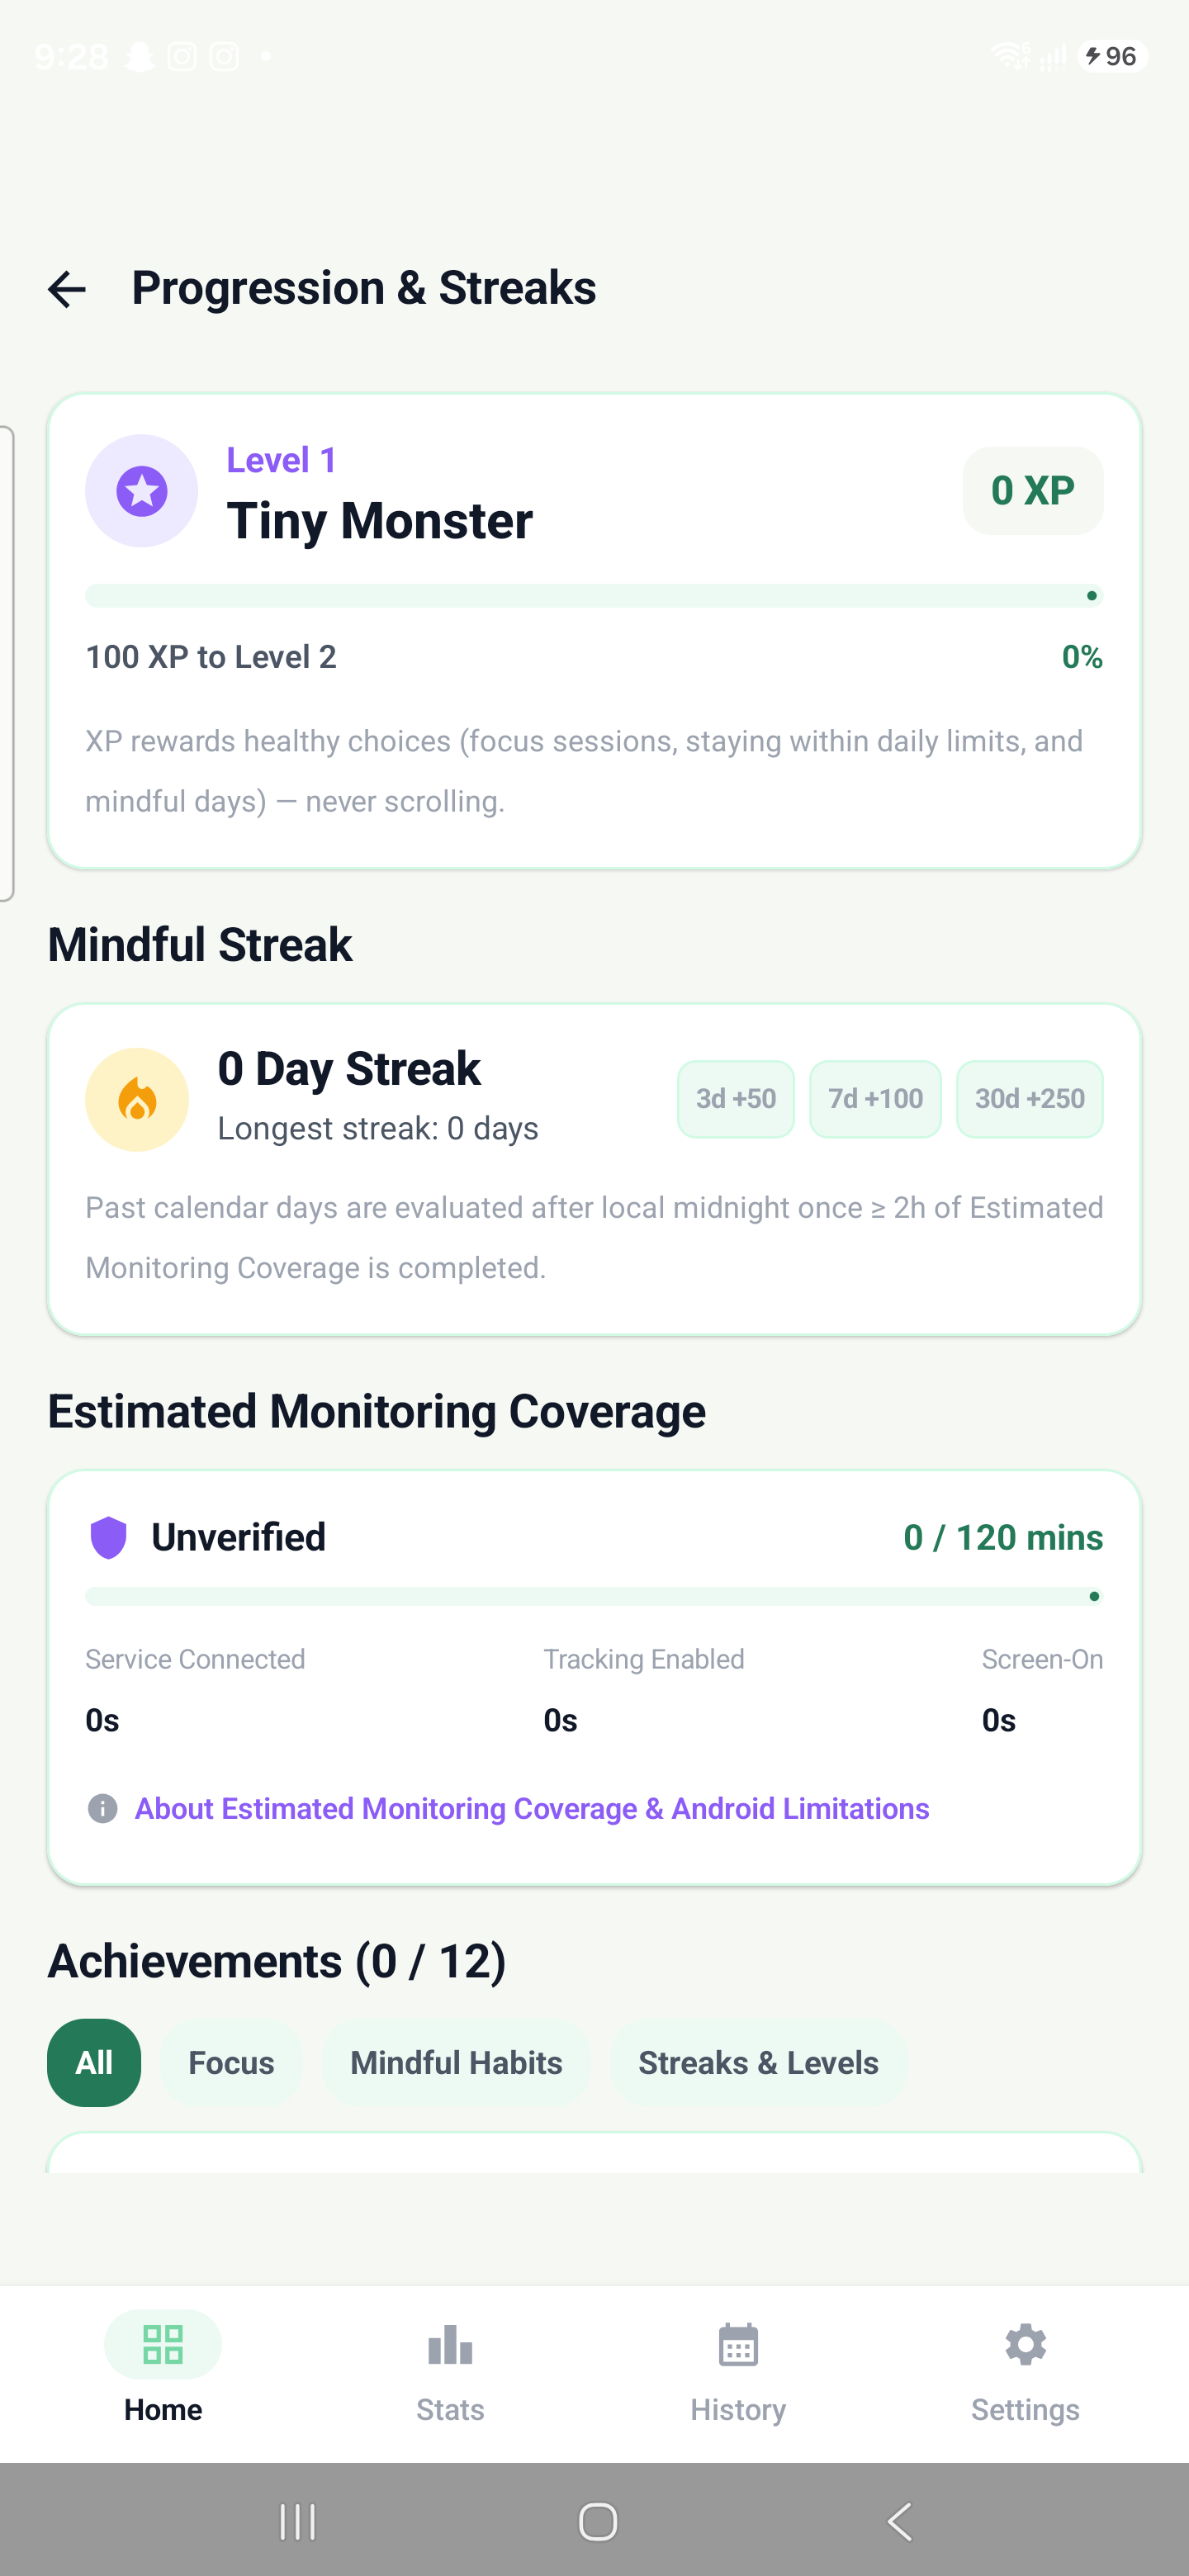 9:28
6
96
Progression & Streaks
Level 1
Tiny Monster
0 XP
100 XP to Level 2
0%
XP rewards healthy choices (focus sessions, staying within daily limits, and
mindful days) — never scrolling.
Mindful Streak
0 Day Streak
Longest streak: 0 days
3d +50
7d +100
30d +250
Past calendar days are evaluated after local midnight once ≥ 2h of Estimated
Monitoring Coverage is completed.
Estimated Monitoring Coverage
Unverified
0 / 120 mins
Service Connected
Tracking Enabled
Screen-On
0s
0s
0s
About Estimated Monitoring Coverage & Android Limitations
Achievements (0 / 12)
All
Focus
Mindful Habits
Streaks & Levels
Home
Stats
History
Settings